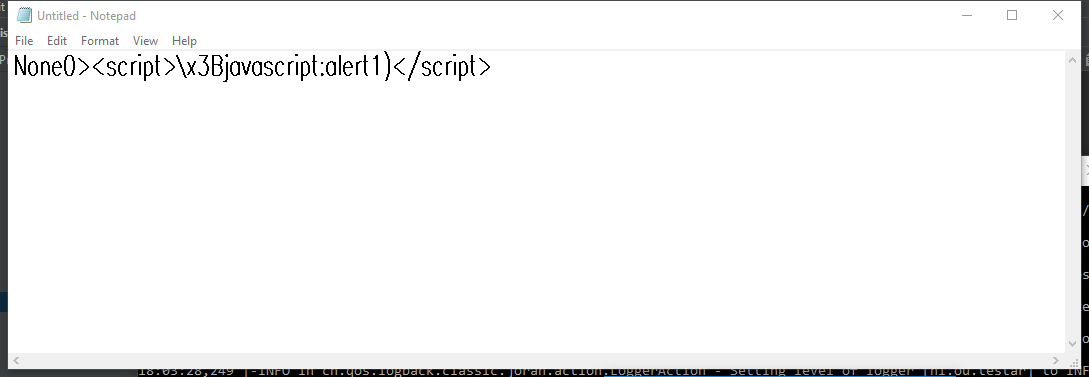 Untitled - Notepad
File Edit Format View Help
None0><script>\x3Bjavascript:alert1)</script>
18:03:28,249 |-INFO in ch.qos.logback.classic.joran.action.LoggerAction - Setting level of logger [nl.ou.testar] to INF